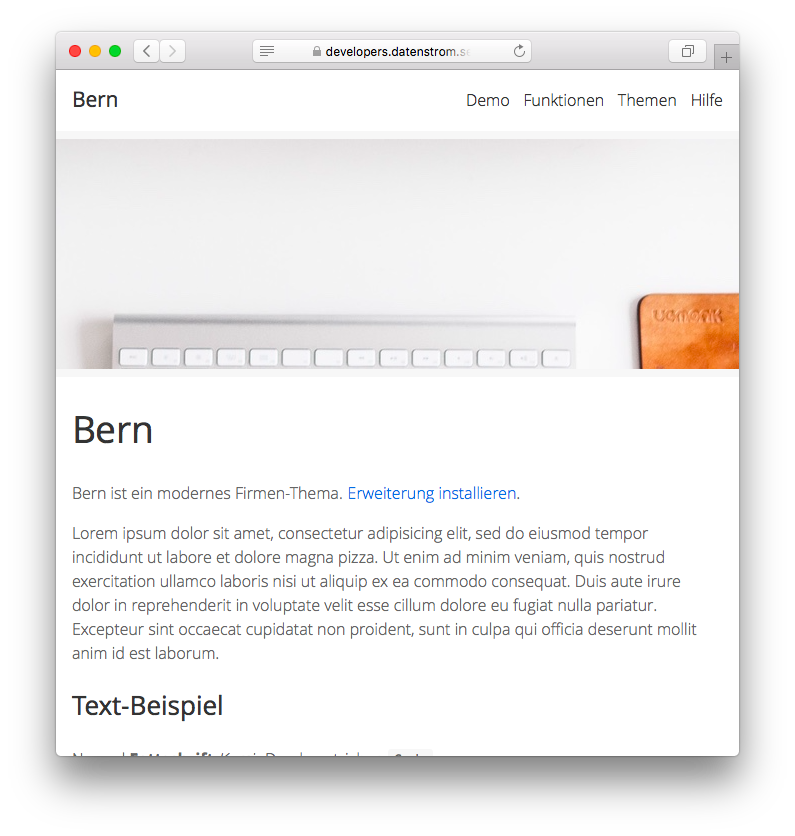 developers.datenstrom.se
Bern
Demo Funktionen Themen Hilfe
Bern
Bern ist ein modernes Firmen-Thema. Erweiterung installieren.
Lorem ipsum dolor sit amet, consectetur adipisicing elit, sed do eiusmod tempor
incididunt ut labore et dolore magna pizza. Ut enim ad minim veniam, quis nostrud
exercitation ullamco laboris nisi ut aliquip ex ea commodo consequat. Duis aute irure
dolor in reprehenderit in voluptate velit esse cillum dolore eu fugiat nulla pariatur.
Excepteur sint occaecat cupidatat non proident, sunt in culpa qui officia deserunt mollit
anim id est laborum.
Text-Beispiel